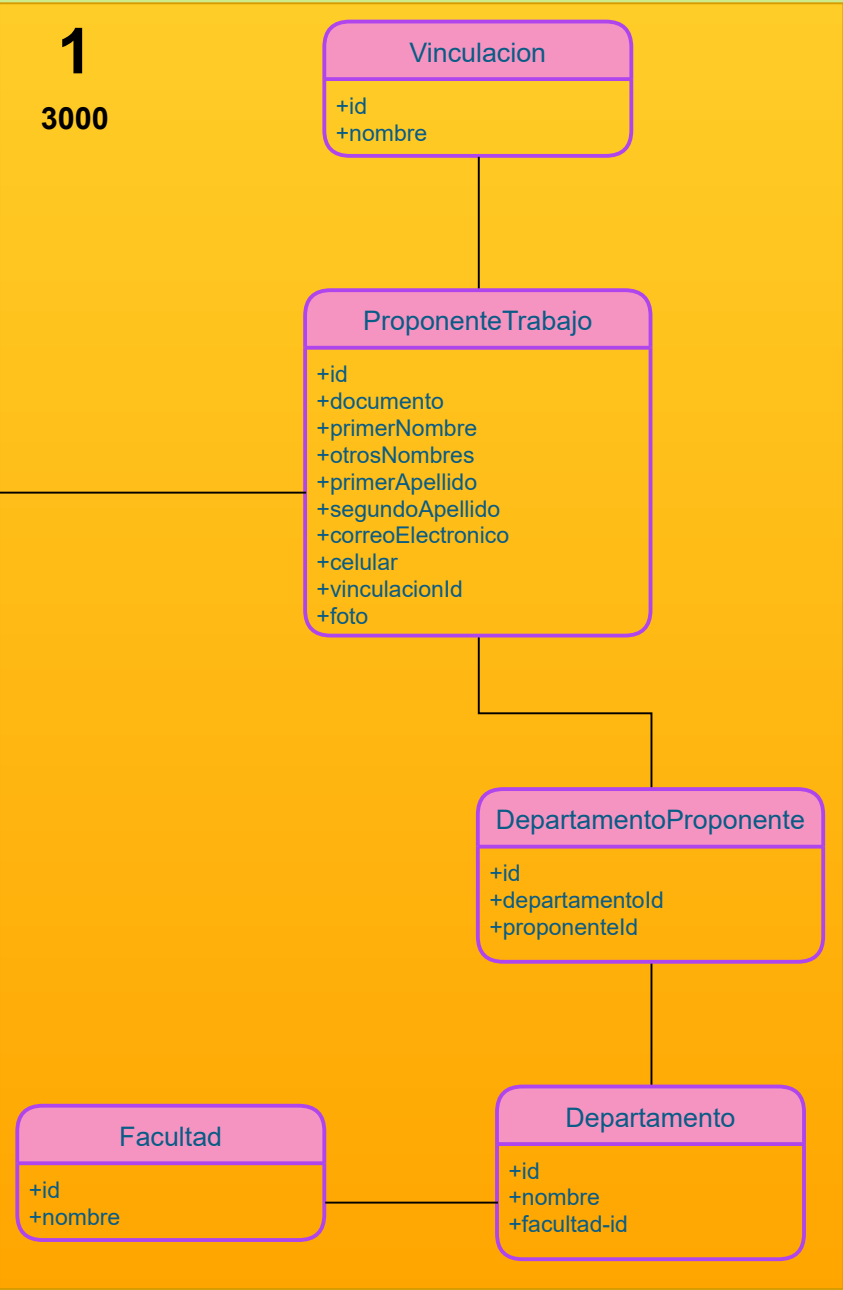 1
3000
Vinculacion
+id
+nombre
ProponenteTrabajo
+id
+documento
+primerNombre
+otrosNombres
+primerApellido
+segundoApellido
+correoElectronico
+celular
+vinculacionId
+foto
DepartamentoProponente
+id
+departamentoId
+proponenteId
Facultad
+id
+nombre
Departamento
+id
+nombre
+facultad-id